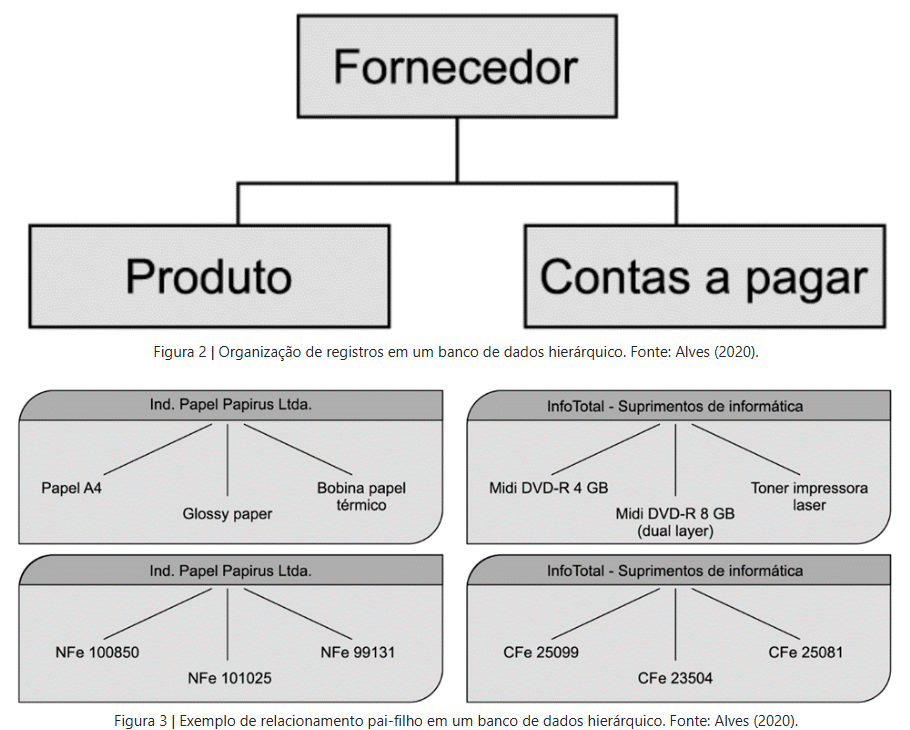 Fornecedor
Produto
Contas a pagar
Figura 2 | Organização de registros em um banco de dados hierárquico. Fonte: Alves (2020).
Ind. Papel Papirus Ltda.
Papel A4
Glossy paper
Bobina papel
térmico
InfoTotal - Suprimentos de informática
Midi DVD-R 4 GB
Midi DVD-R 8 GB
(dual layer)
Toner impressora
laser
Ind. Papel Papirus Ltda.
NFe 100850
NFe 101025
NFe 99131
InfoTotal - Suprimentos de informática
CFe 25099
CFe 23504
CFe 25081
Figura 3 | Exemplo de relacionamento pai-filho em um banco de dados hierárquico. Fonte: Alves (2020).